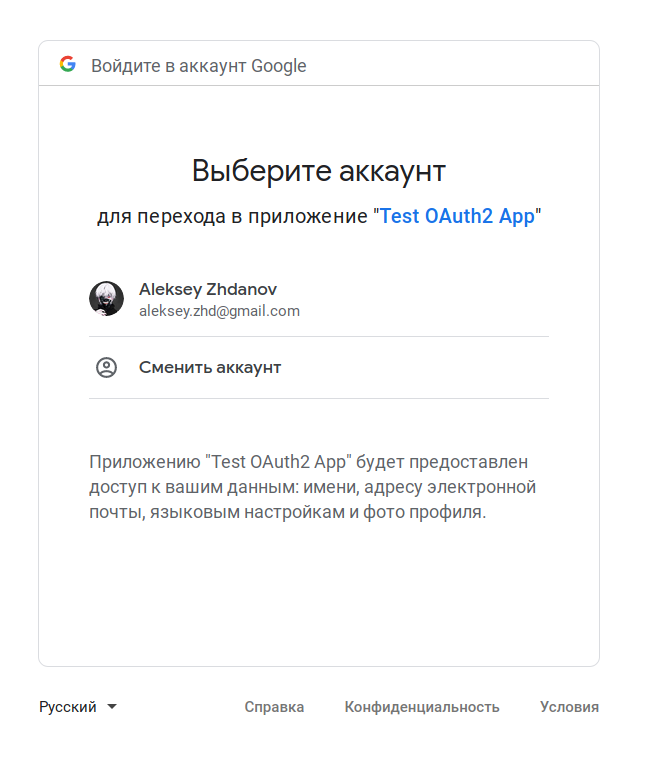 Войдите в аккаунт Google
Выберите аккаунт
для перехода в приложение "Test OAuth2 App"
Aleksey Zhdanov
aleksey.zhd@gmail.com
Сменить аккаунт
Приложению "Test OAuth2 App" будет предоставлен
доступ к вашим данным: имени, адресу электронной
почты, языковым настройкам и фото профиля.
Русский
Справка
Конфиденциальность
Условия